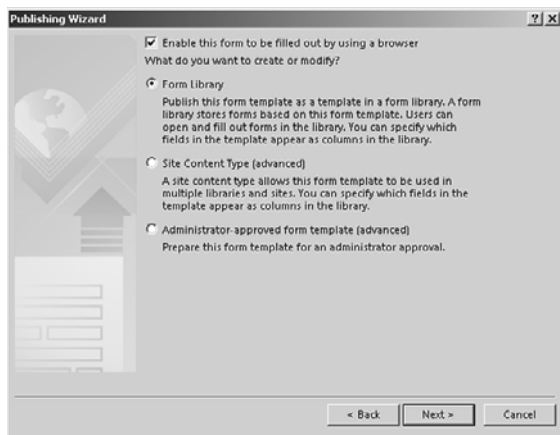 Publishing Wizard
? X
Enable this form to be filled out by using a browser
What do you want to create or modify?
Form Library
Publish this form template as a template in a form library. A form
library stores forms based on this form template. Users can
open and fill out forms in the library. You can specify which
fields in the template appear as columns in the library.
Site Content Type (advanced)
A site content type allows this form template to be used in
multiple libraries and sites. You can specify which fields in the
template appear as columns in the library.
Administrator-approved form template (advanced)
Prepare this form template for an administrator approval.
< Back
Next >
Cancel